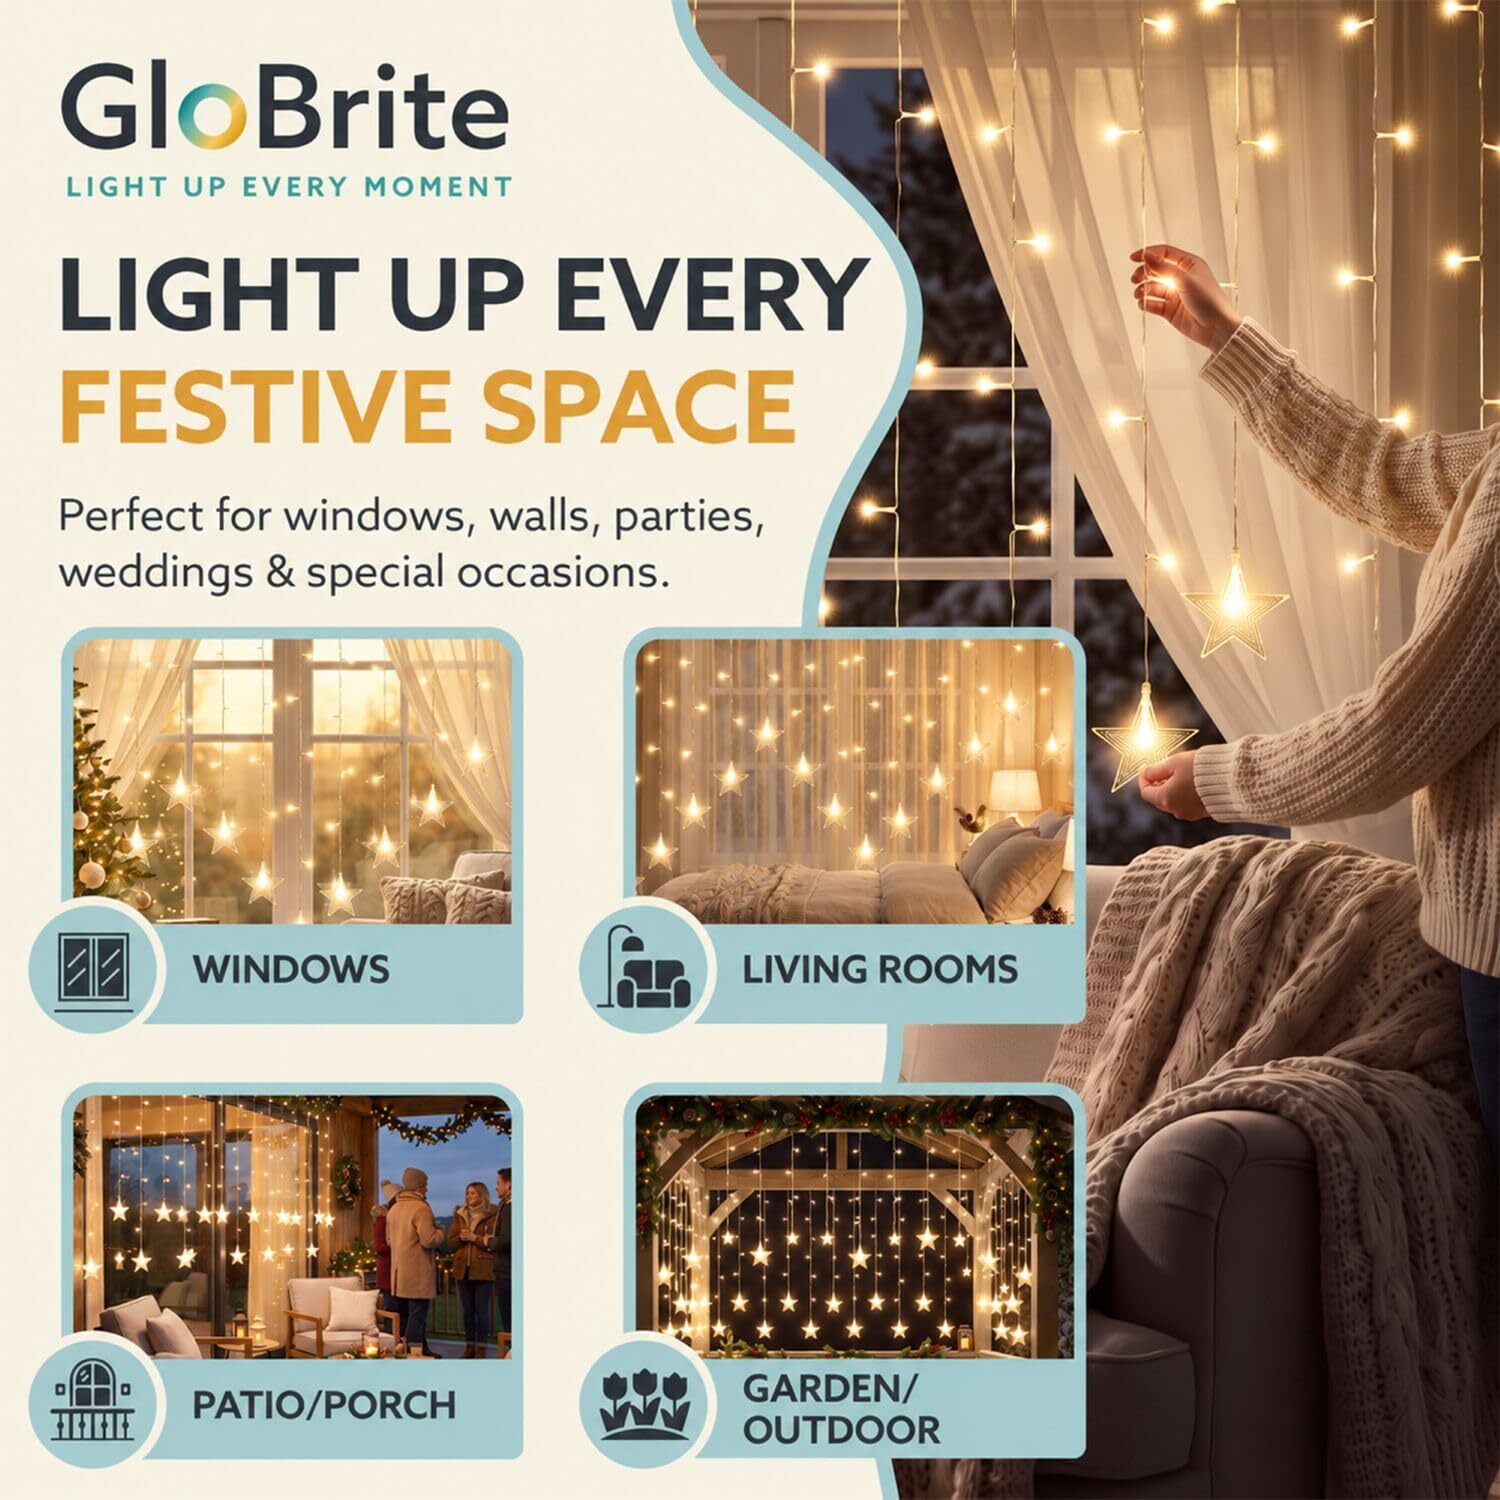 GloBrite
LIGHT UP EVERY MOMENT
LIGHT UP EVERY
FESTIVE SPACE
Perfect for windows, walls, parties,
weddings & special occasions.
WINDOWS
LIVING ROOMS
PATIO/PORCH
GARDEN/
OUTDOOR